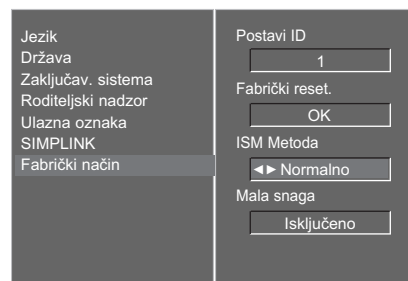 Jezik
Država
Zaključav. sistema
Roditeljski nadzor
Ulazna oznaka
SIMPLINK
Fabrički način
Postavi ID
1
Fabrički reset.
OK
ISM Metoda
◄► Normalno
Mala snaga
Isključeno